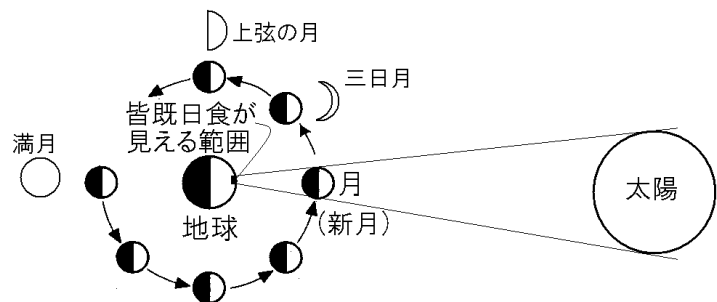 上弦の月
三日月
皆既日食が
見える範囲
満月
地球
月
(新月)
太陽